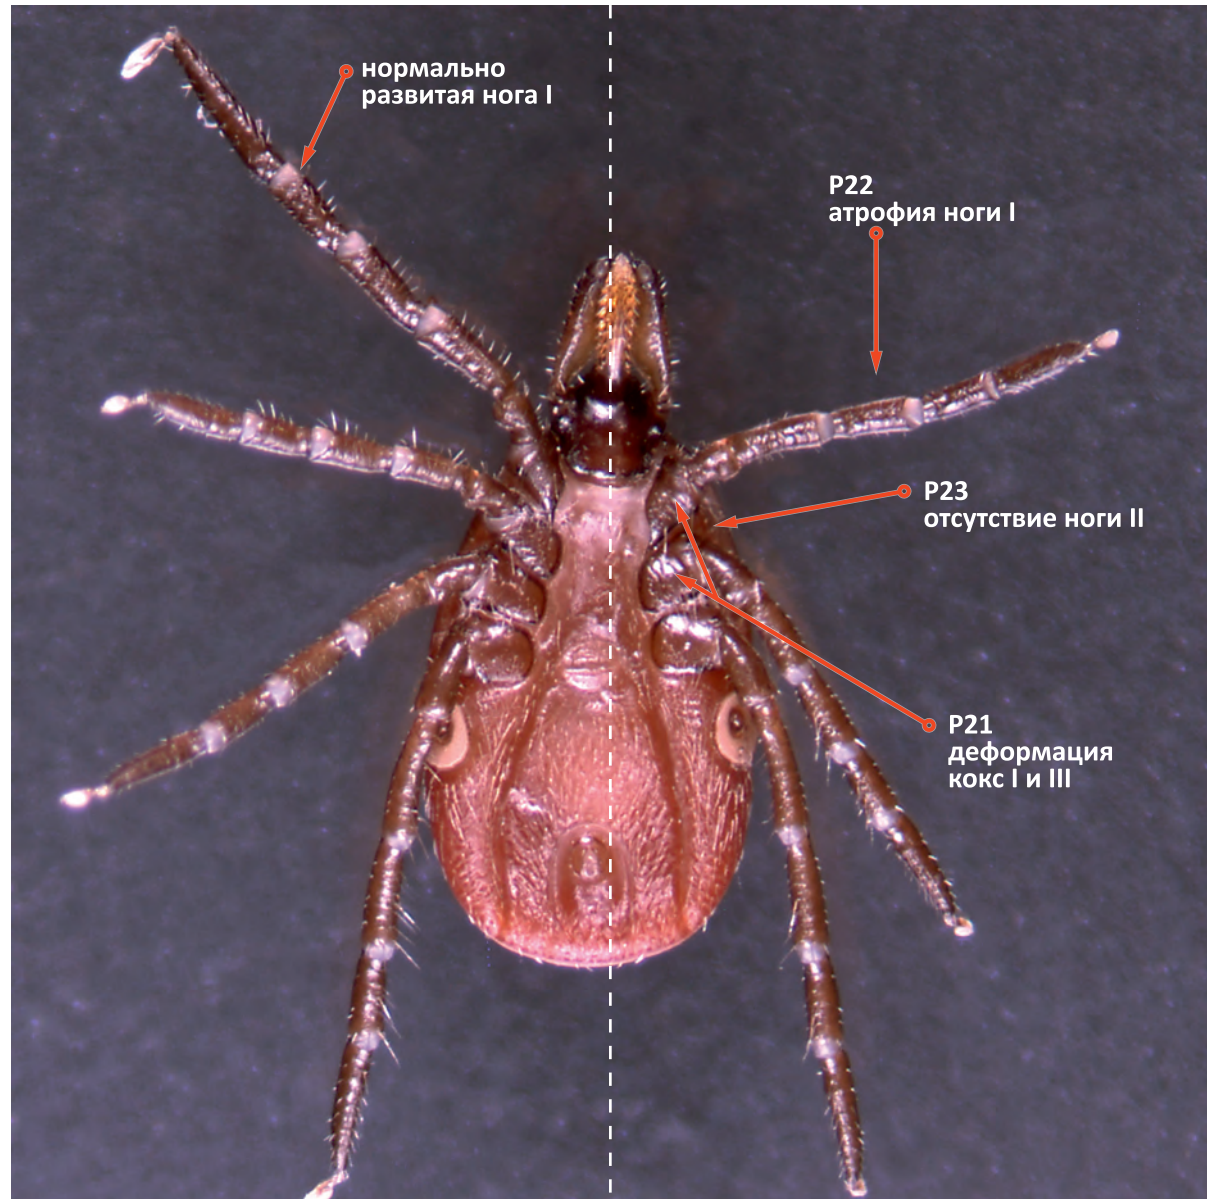 нормально
развитая нога I
P22
атрофия ноги I
P23
отсутствие ноги II
P21
деформация
кокс I и III